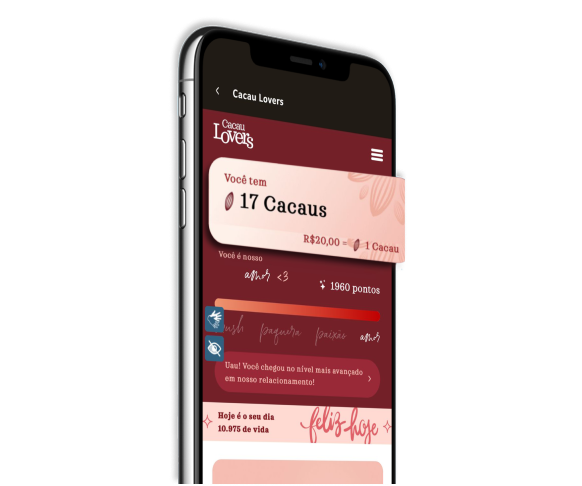 Cacau Lovers
Cacau
Lovers
Você tem
17 Cacaus
R$20,00 = 1 Cacau
Você é nosso
amor <3
1960 pontos
paquera paixão amor
Uau! Você chegou no nível mais avançado
em nosso relacionamento!
Hoje é o seu dia
10.975 de vida
feliz hoje